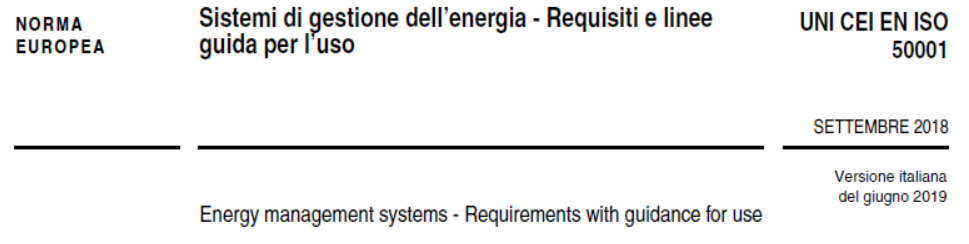 NORMA
EUROPEA
Sistemi di gestione dell'energia - Requisiti e linee
guida per l'uso
UNI CEI EN ISO
50001
SETTEMBRE 2018
Versione italiana
del giugno 2019
Energy management systems - Requirements with guidance for use